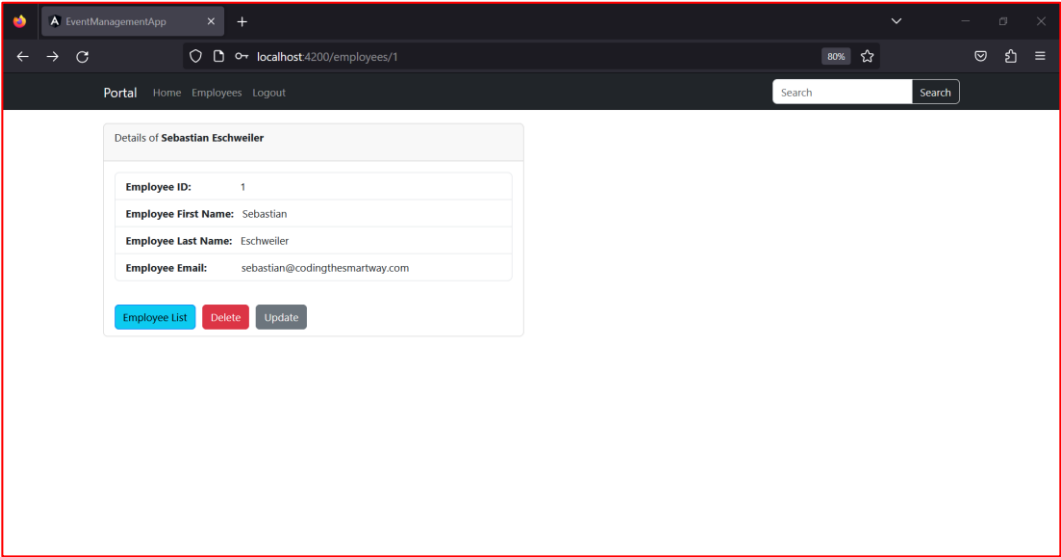 EventManagementApp
localhost:4200/employees/1 80%
Portal Home Employees Logout Search Search
Details of Sebastian Eschweiler
Employee ID: 1
Employee First Name: Sebastian
Employee Last Name: Eschweiler
Employee Email: sebastian@codingthesmartway.com
Employee List Delete Update